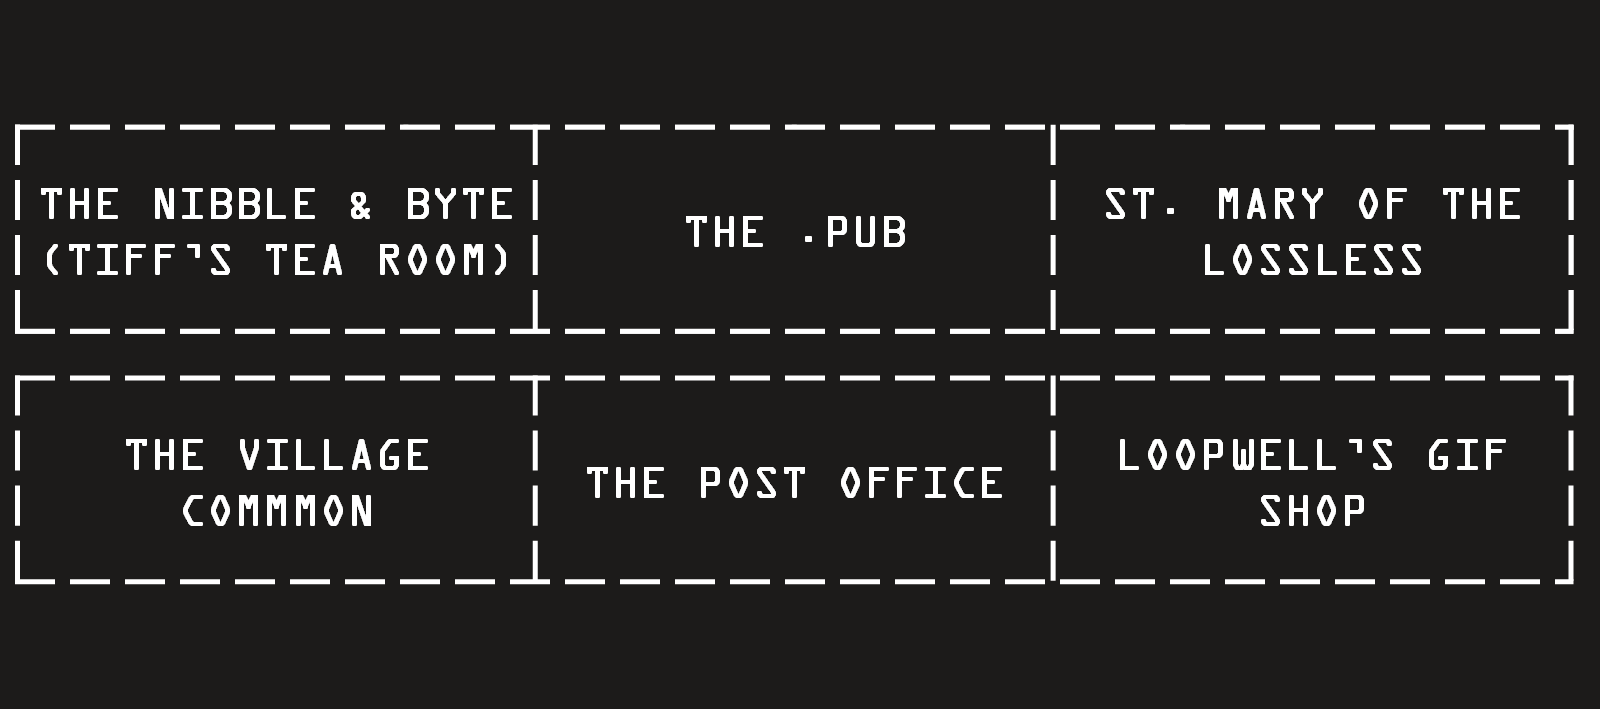 THE NIBBLE & BYTE
(TIFF'S TEA ROOM)
THE .PUB
ST. MARY OF THE
LOSSLESS
THE VILLAGE
COMMMON
THE POST OFFICE
LOOPWELL'S GIF
SHOP